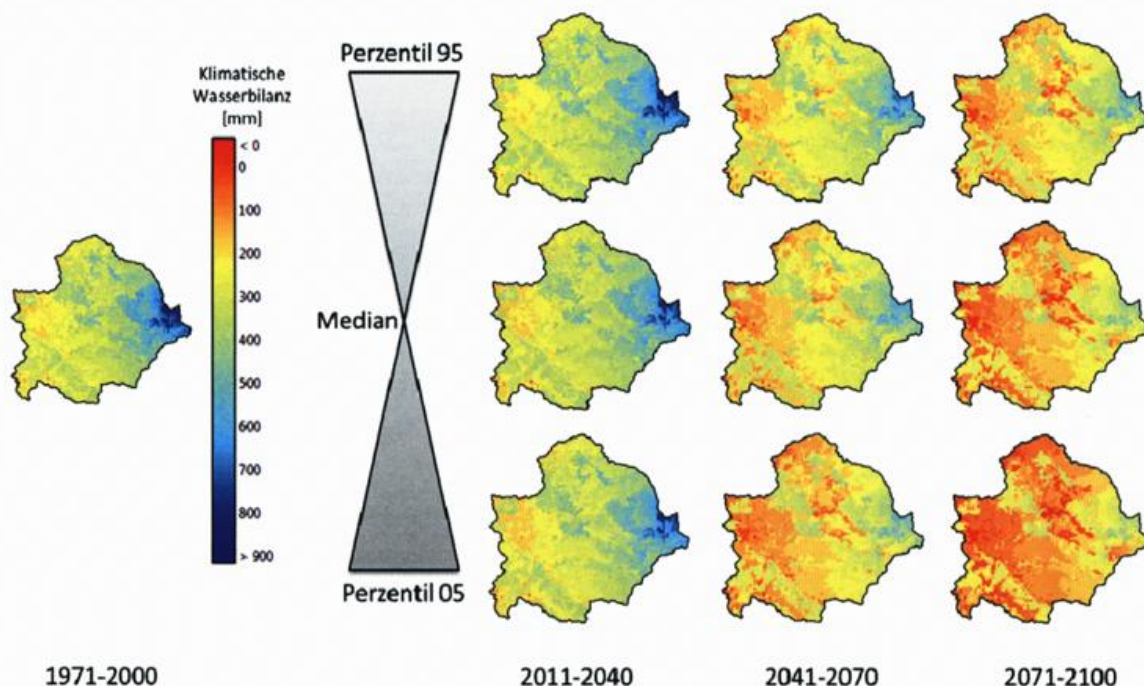 Klimatische
Wasserbilanz
[mm]
< 0
0
100
200
300
400
500
600
700
800
> 900
Perzentil 95
Median
Perzentil 05
1971-2000
2011-2040
2041-2070
2071-2100